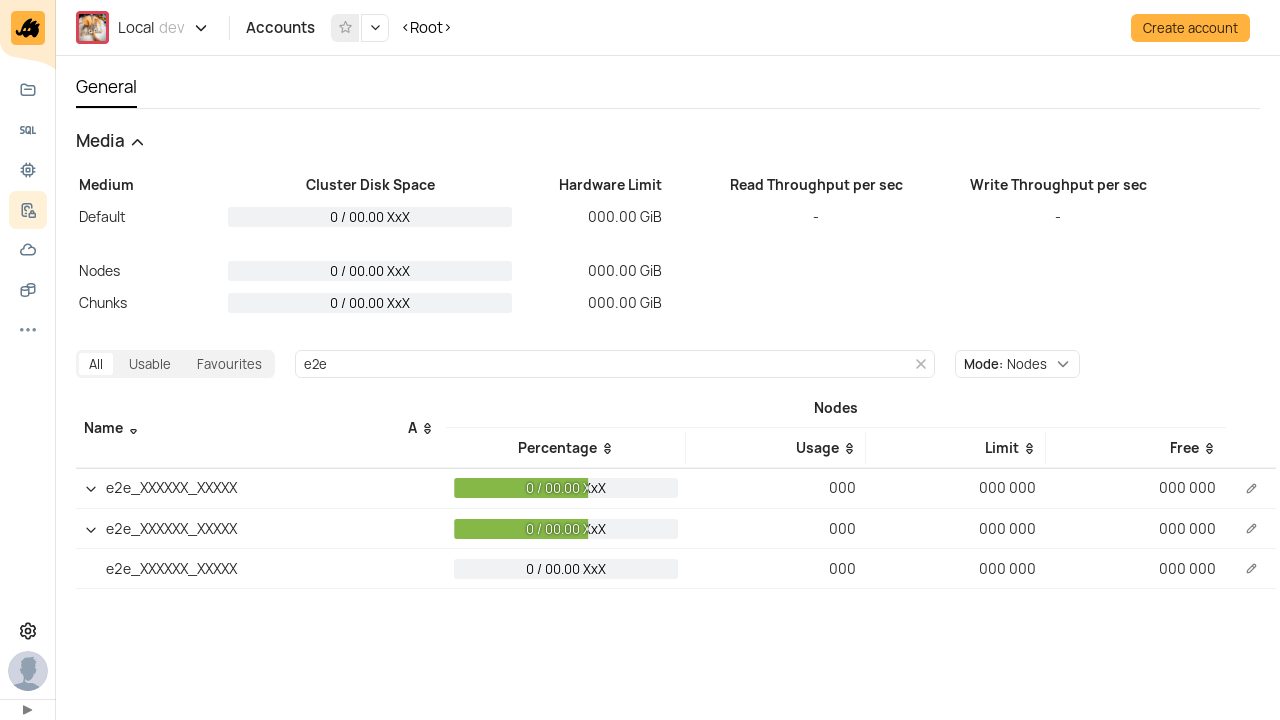 Local dev
Accounts
<Root>
Create account
SQL
General
Media
Medium Cluster Disk Space Hardware Limit Read Throughput per sec Write Throughput per sec
Default 0 / 00.00 XxX 000.00 GiB - -
Nodes 0 / 00.00 XxX 000.00 GiB
Chunks 0 / 00.00 XxX 000.00 GiB
All Usable Favourites e2e Mode: Nodes
Nodes
Name A
Percentage Usage Limit Free
e2e_XXXXXX_XXXXX 0 / 00.00 XxX 000 000 000 000 000
e2e_XXXXXX_XXXXX 0 / 00.00 XxX 000 000 000 000 000
e2e_XXXXXX_XXXXX 0 / 00.00 XxX 000 000 000 000 000